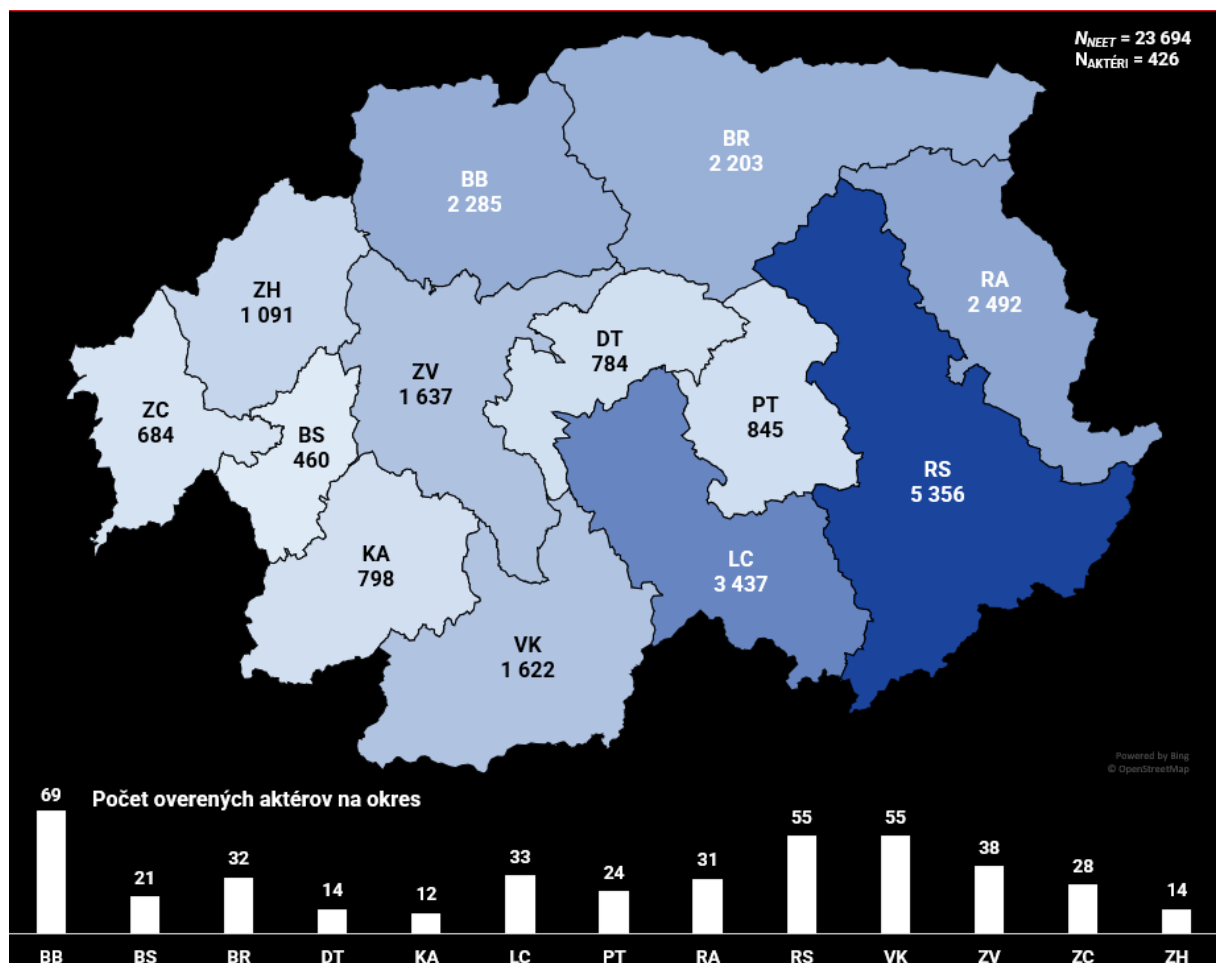 N_NEET = 23 694
N_AKTÉRI = 426
BR
2 203
BB
2 285
RA
2 492
ZH
1 091
DT
784
ZV
1 637
ZC
684
PT
845
BS
460
RS
5 356
KA
798
LC
3 437
VK
1 622
Powered by Bing
© OpenStreetMap
Počet overených aktérov na okres
69 21 32 14 12 33 24 31 55 55 38 28 14
BB BS BR DT KA LC PT RA RS VK ZV ZC ZH